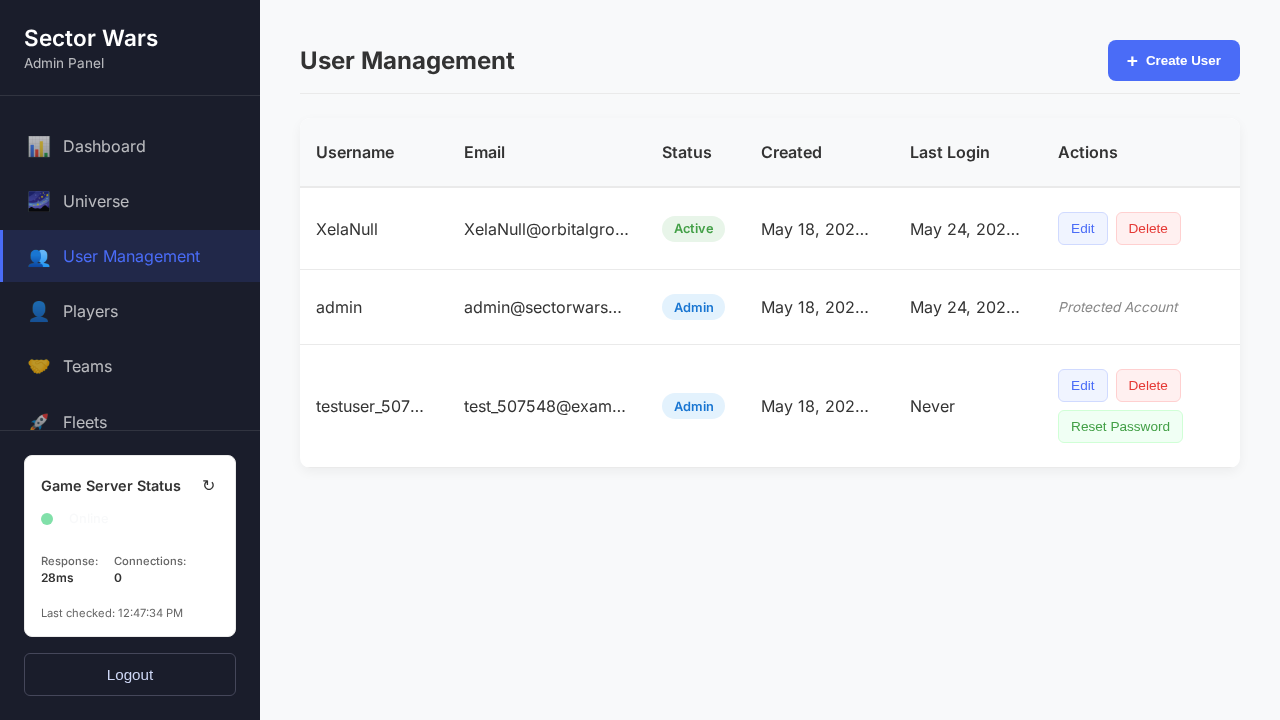 Sector Wars
Admin Panel
Dashboard
Universe
User Management
Players
Teams
Fleets
Game Server Status ↻
Online
Response: Connections:
28ms 0
Last checked: 12:47:34 PM
Logout
User Management
+ Create User
Username Email Status Created Last Login Actions
XelaNull XelaNull@orbitalgro... Active May 18, 202... May 24, 202... Edit Delete
admin admin@sectorwars... Admin May 18, 202... May 24, 202... Protected Account
testuser_507... test_507548@exam... Admin May 18, 202... Never Edit Delete
Reset Password